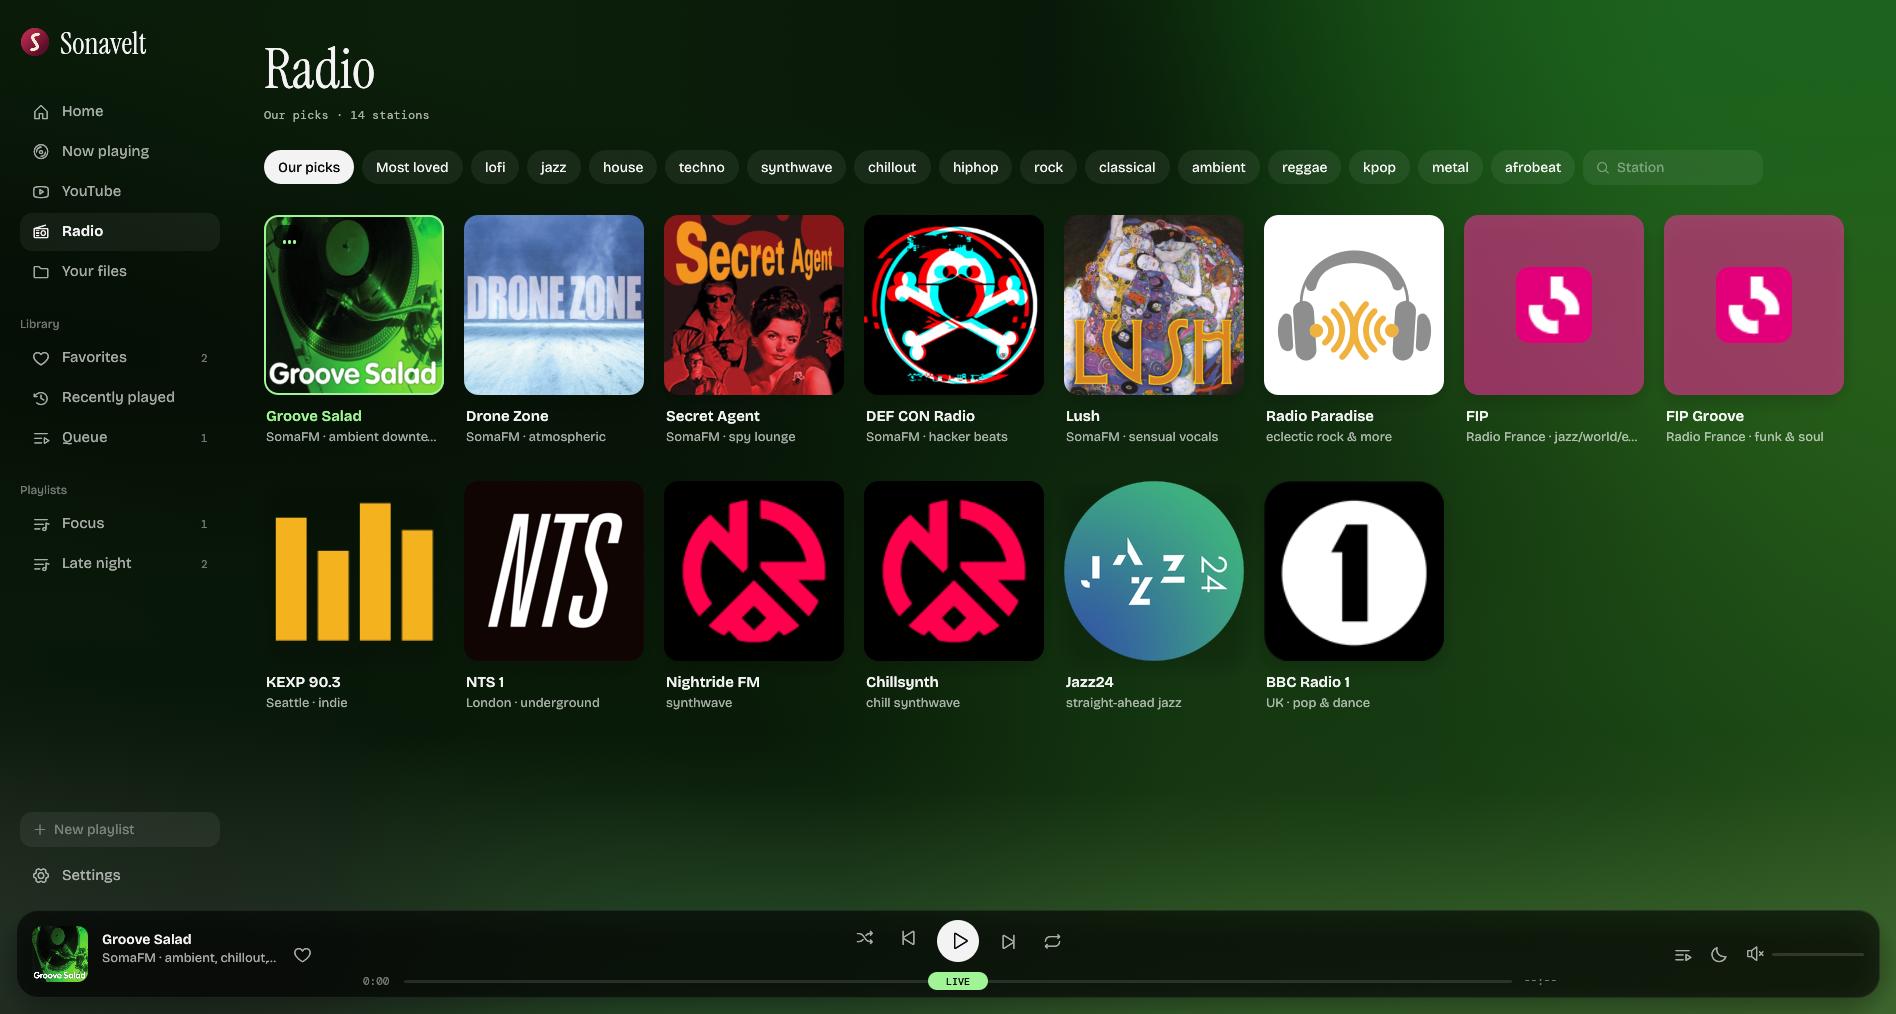 Sonavelt
Home
Now playing
YouTube
Radio
Your files
Library
Favorites 2
Recently played
Queue 1
Playlists
Focus 1
Late night 2
New playlist
Settings
Radio
Our picks · 14 stations
Our picks Most loved lofi jazz house techno synthwave chillout hiphop rock classical ambient reggae kpop metal afrobeat Station
Groove Salad DRONE ZONE Secret Agent LUSH
Groove Salad Drone Zone Secret Agent DEF CON Radio Lush Radio Paradise FIP FIP Groove
SomaFM · ambient downte... SomaFM · atmospheric SomaFM · spy lounge SomaFM · hacker beats SomaFM · sensual vocals eclectic rock & more Radio France · jazz/world/e... Radio France · funk & soul
NTS JAZZ 24 1
KEXP 90.3 NTS 1 Nightride FM Chillsynth Jazz24 BBC Radio 1
Seattle · indie London · underground synthwave chill synthwave straight-ahead jazz UK · pop & dance
Groove Salad
Groove Salad
SomaFM · ambient, chillout,...
0:00 LIVE --:--